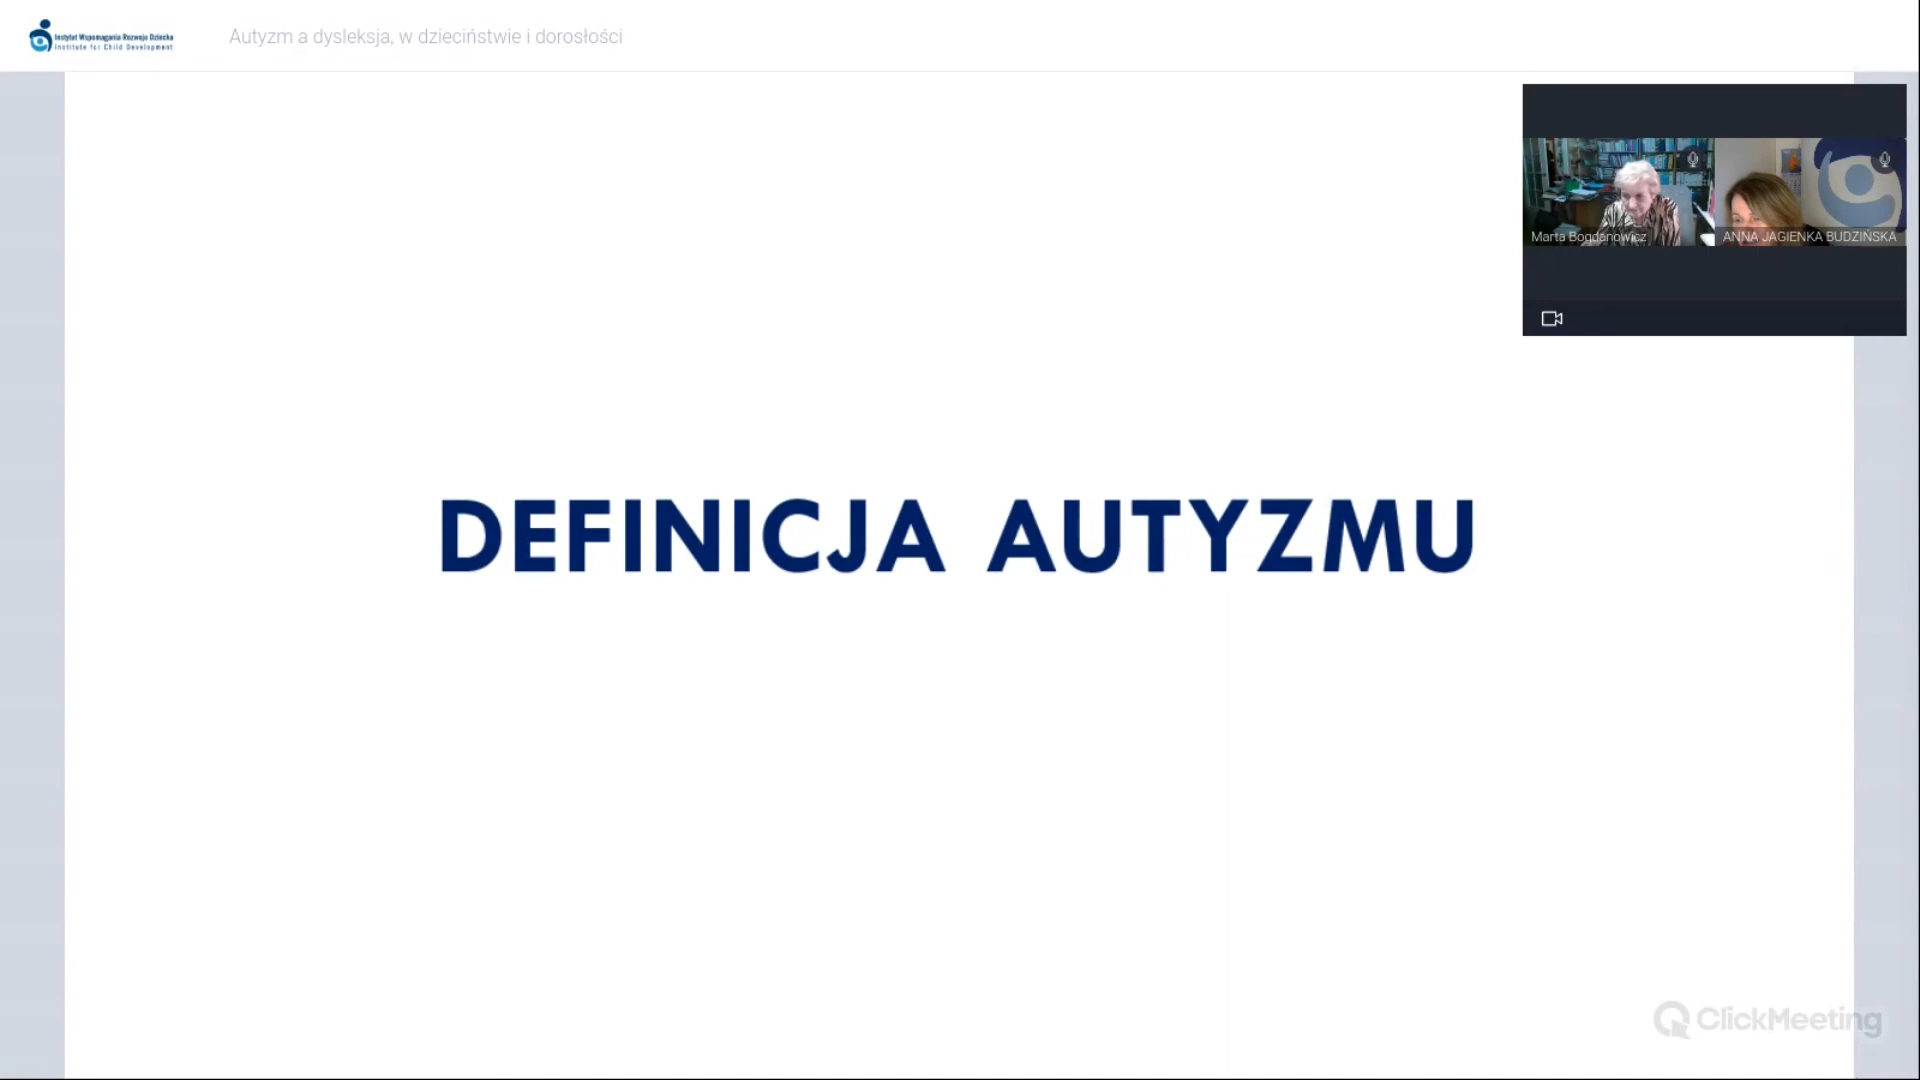 Instytut Wspomagania Rozwoju Dziecka
Institute for Child Development
Autyzm a dysleksja, w dzieciństwie i dorosłości
Marta Bogdanowicz
ANNA JAGIENKA BUDZIŃSKA
DEFINICJA AUTYZMU
ClickMeeting